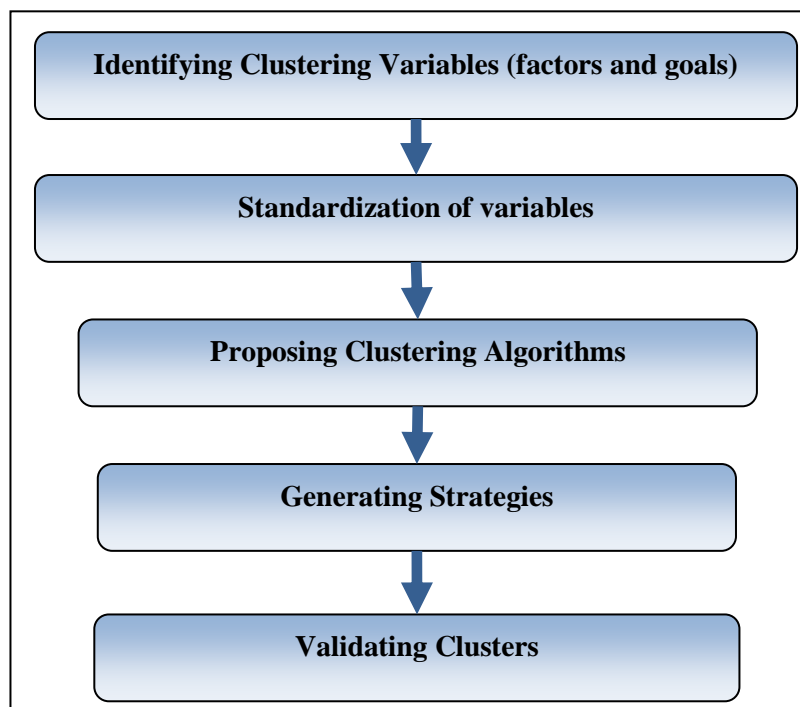 Identifying Clustering Variables (factors and goals)
Standardization of variables
Proposing Clustering Algorithms
Generating Strategies
Validating Clusters